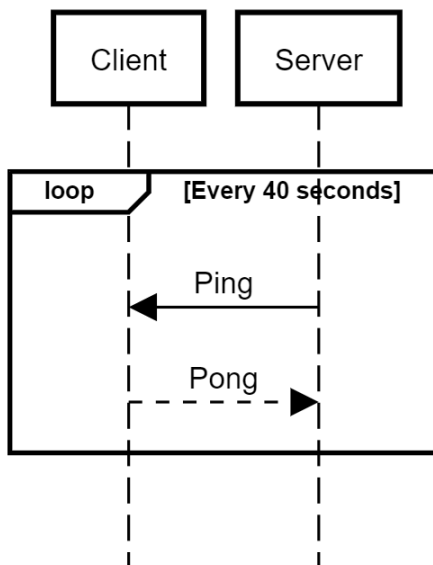 Client
Server
loop
[Every 40 seconds]
Ping
Pong